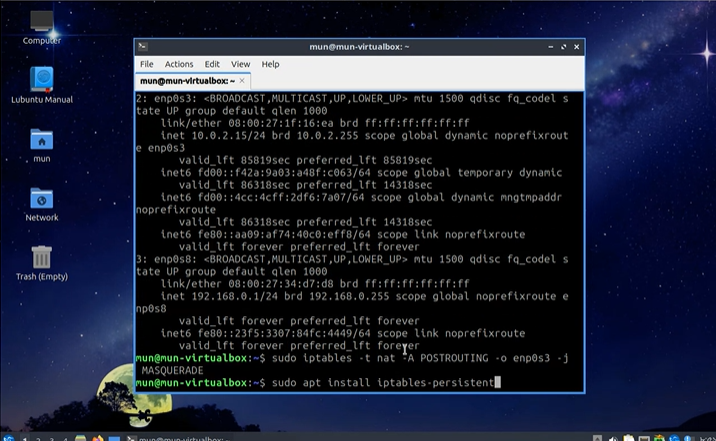 Computer
Lubuntu Manual
mun
Network
Trash (Empty)
mun@mun-virtualbox: ~
File Actions Edit View Help
mun@mun-virtualbox: ~
2: enp0s3: <BROADCAST,MULTICAST,UP,LOWER_UP> mtu 1500 qdisc fq_codel s
tate UP group default qlen 1000
link/ether 08:00:27:1f:16:ea brd ff:ff:ff:ff:ff:ff
inet 10.0.2.15/24 brd 10.0.2.255 scope global dynamic noprefixrout
e enp0s3
valid_lft 85819sec preferred_lft 85819sec
inet6 fd00::f42a:9a03:a48f:c063/64 scope global temporary dynamic
valid_lft 86318sec preferred_lft 14318sec
inet6 fd00::4cc:4cff:2df6:7a07/64 scope global dynamic mngtmpaddr
noprefixroute
valid_lft 86318sec preferred_lft 14318sec
inet6 fe80::aa09:af74:40c0:eff8/64 scope link noprefixroute
valid_lft forever preferred_lft forever
3: enp0s8: <BROADCAST,MULTICAST,UP,LOWER_UP> mtu 1500 qdisc fq_codel s
tate UP group default qlen 1000
link/ether 08:00:27:34:d7:d8 brd ff:ff:ff:ff:ff:ff
inet 192.168.0.1/24 brd 192.168.0.255 scope global noprefixroute e
np0s8
valid_lft forever preferred_lft forever
inet6 fe80::23f5:3307:84fc:4449/64 scope link noprefixroute
valid_lft forever preferred_lft forever
mun@mun-virtualbox:~$ sudo iptables -t nat -A POSTROUTING -o enp0s3 -j
MASQUERADE
mun@mun-virtualbox:~$ sudo apt install iptables-persistent